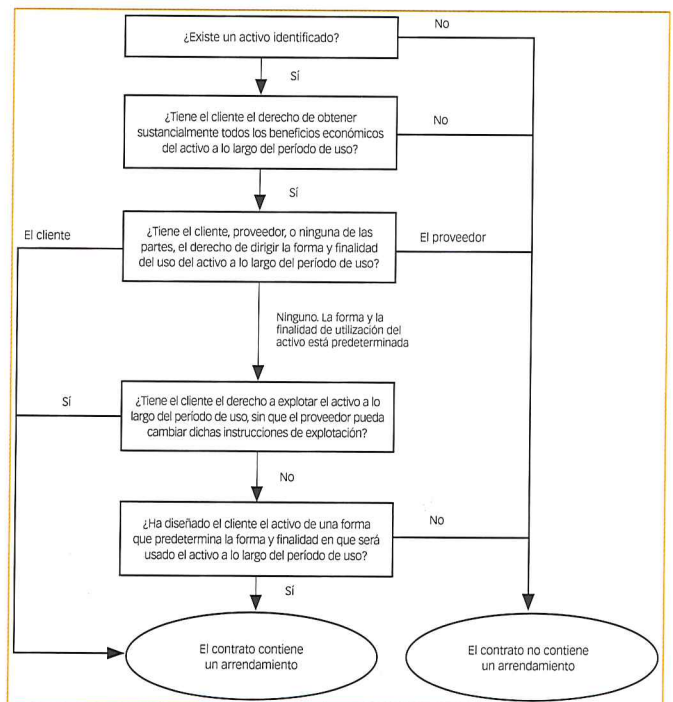 ¿Existe un activo identificado?
No
Sí
¿Tiene el cliente el derecho de obtener
sustancialmente todos los beneficios económicos
del activo a lo largo del período de uso?
No
Sí
El cliente
¿Tiene el cliente, proveedor, o ninguna de las
partes, el derecho de dirigir la forma y finalidad
del uso del activo a lo largo del período de uso?
El proveedor
Ninguno. La forma y la
finalidad de utilización del
activo está predeterminada
Sí
¿Tiene el cliente el derecho a explotar el activo a lo
largo del período de uso, sin que el proveedor pueda
cambiar dichas instrucciones de explotación?
No
¿Ha diseñado el cliente el activo de una forma
que predetermina la forma y finalidad en que será
usado el activo a lo largo del período de uso?
No
Sí
El contrato contiene
un arrendamiento
El contrato no contiene
un arrendamiento